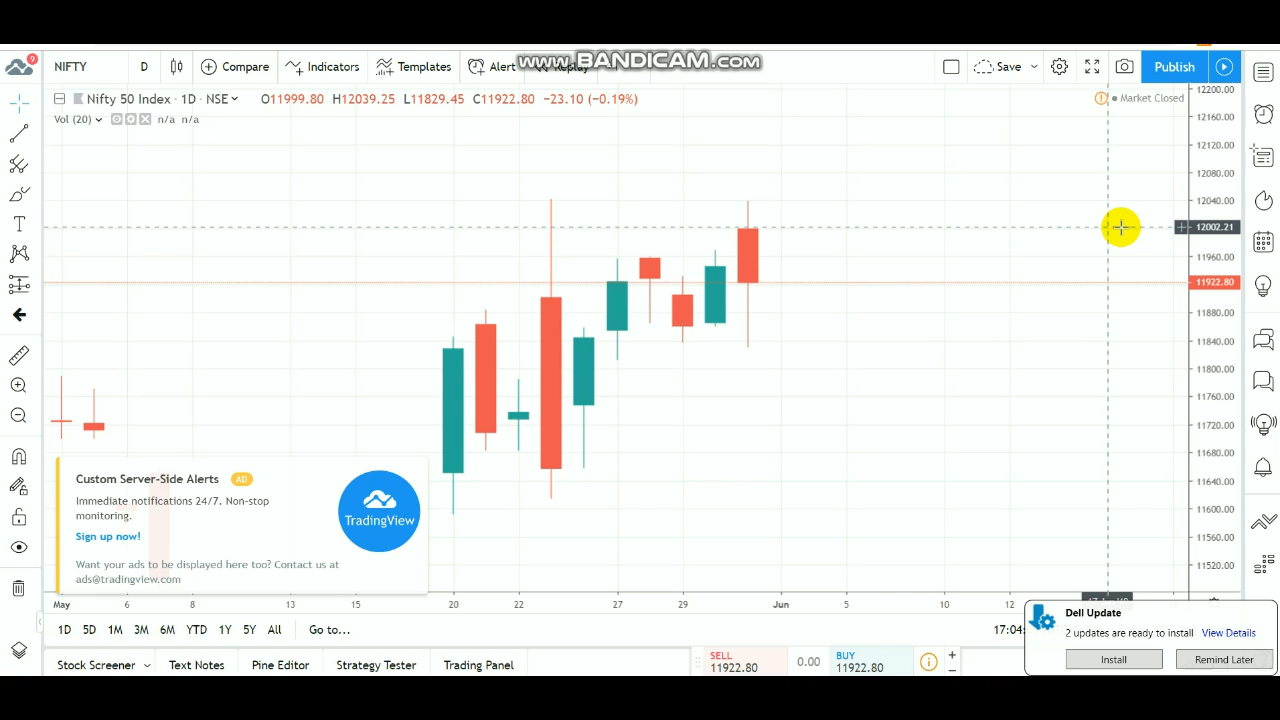 www.BANDICAM.com
9
NIFTY D Compare Indicators Templates Alert Replay Save Publish
Nifty 50 Index · 1D · NSE O11999.80 H12039.25 L11829.45 C11922.80 −23.10 (−0.19%)
Market Closed
Vol (20) n/a n/a
12200.00
12160.00
12120.00
12080.00
12040.00
12002.21
11960.00
11922.80
11880.00
11840.00
11800.00
11760.00
11720.00
11680.00
11640.00
11600.00
11560.00
11520.00
Custom Server-Side Alerts AD
Immediate notifications 24/7. Non-stop
monitoring.
Sign up now!
TradingView
Want your ads to be displayed here too? Contact us at
ads@tradingview.com
May 6 8 13 15 20 22 27 29 Jun 5 10 12
1D 5D 1M 3M 6M YTD 1Y 5Y All Go to...
17:04:
Dell Update
2 updates are ready to install View Details
Install Remind Later
Stock Screener Text Notes Pine Editor Strategy Tester Trading Panel
SELL
11922.80
0.00
BUY
11922.80